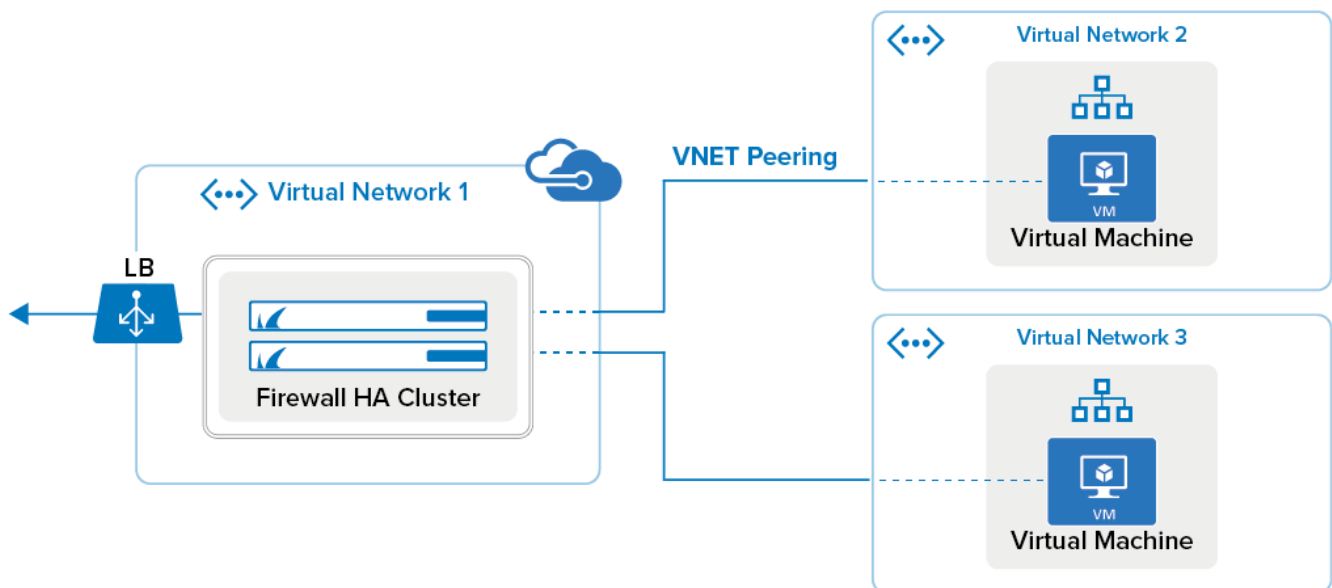 Virtual Network 2
VM
Virtual Machine
VNET Peering
Virtual Network 1
LB
Firewall HA Cluster
Virtual Network 3
VM
Virtual Machine